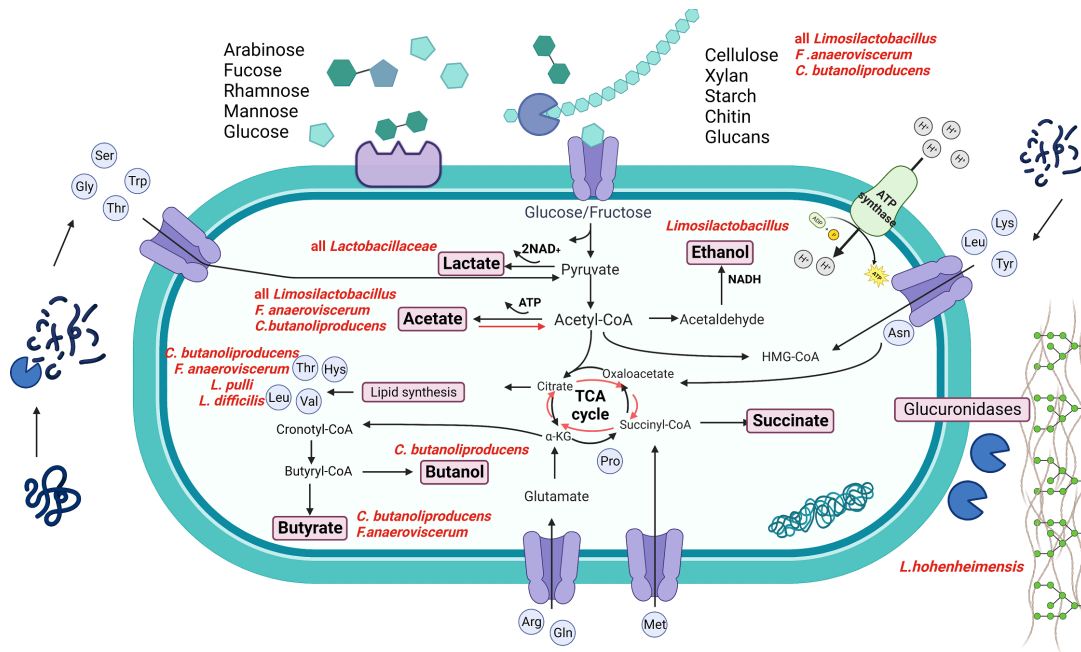 Arabinose
Fucose
Rhamnose
Mannose
Glucose
Cellulose
Xylan
Starch
Chitin
Glucans
all Limosilactobacillus
F .anaeroviscerum
C. butanoliproducens
H+
H+
H+
H+
Ser
Gly
Trp
Thr
ATP
synthase
ADP
P
H+
H+
ATP
Lys
Leu
Tyr
Glucose/Fructose
Limosilactobacillus
all Lactobacillaceae
2NAD+
Lactate
Pyruvate
Ethanol
NADH
all Limosilactobacillus
F. anaeroviscerum
C.butanoliproducens
Acetate
ATP
Acetyl-CoA
Acetaldehyde
Asn
HMG-CoA
C. butanoliproducens
F. anaeroviscerum
L. pulli
L. difficilis
Thr
Hys
Leu
Val
Lipid synthesis
Citrate
Oxaloacetate
TCA
cycle
α-KG
Succinyl-CoA
Succinate
Glucuronidases
Cronotyl-CoA
Pro
C. butanoliproducens
Butyryl-CoA
Butanol
Glutamate
Butyrate
C. butanoliproducens
F.anaeroviscerum
L.hohenheimensis
Arg
Gln
Met